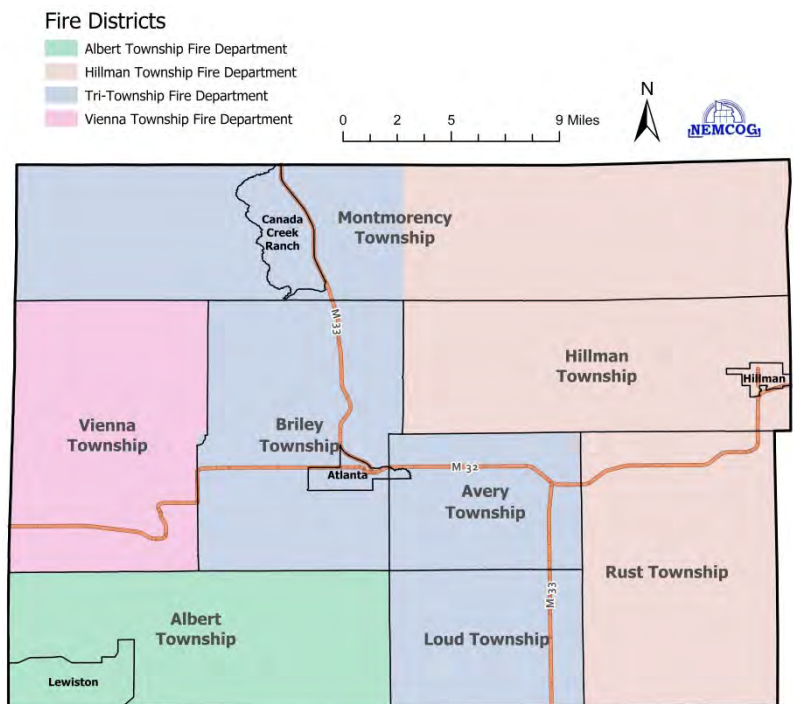 Fire Districts
Albert Township Fire Department
Hillman Township Fire Department
Tri-Township Fire Department
Vienna Township Fire Department
0 2 5 9 Miles
N
NEMCOG
Canada
Creek
Ranch
Montmorency
Township
M-33
Hillman
Township
Hillman
Vienna
Township
Briley
Township
Atlanta
M 32
Avery
Township
Rust Township
M-33
Albert
Township
Loud Township
Lewiston